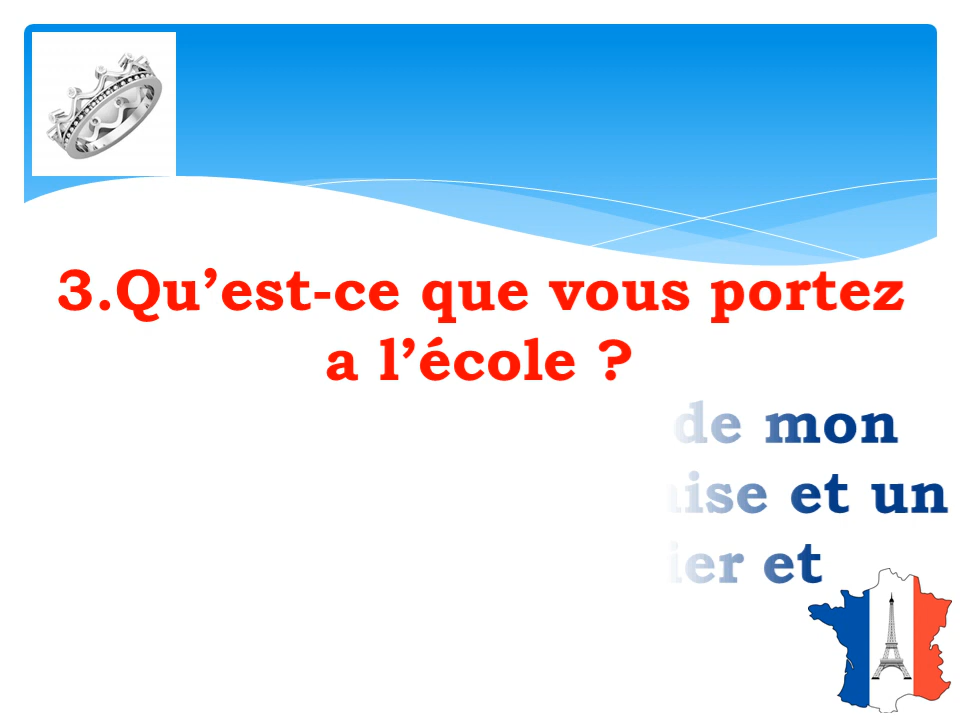 3.Qu’est-ce que vous portez
a l’école ?
de mon
et un
et